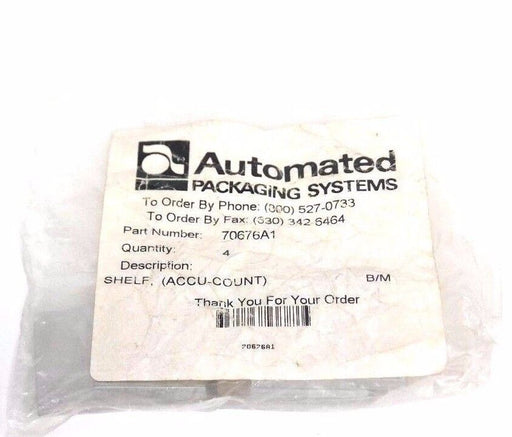 Automated
PACKAGING SYSTEMS
To Order By Phone: (800) 527-0733
To Order By Fax: (330) 342 6464
Part Number: 70676A1
Quantity: 4
Description:
SHELF, (ACCU-COUNT) B/M
Thank You For Your Order
70676A1